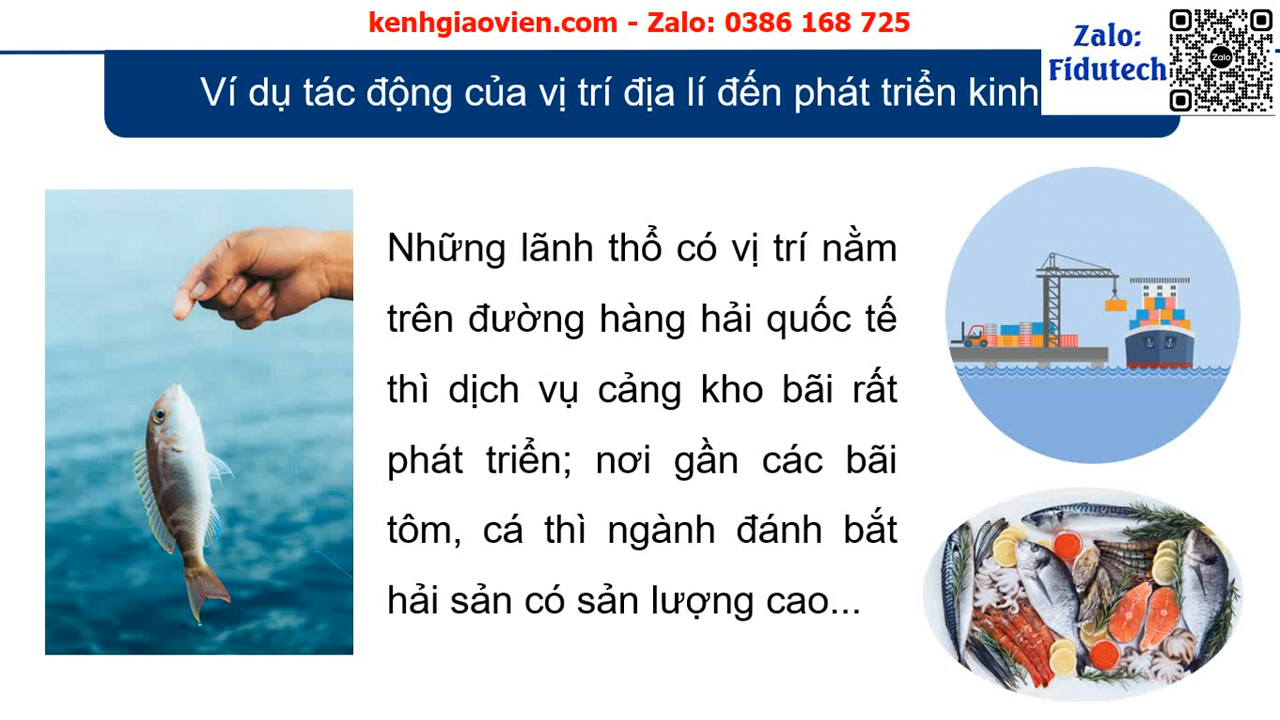 kenhgiaovien.com - Zalo: 0386 168 725
Zalo:
Fidutech
Zalo
Ví dụ tác động của vị trí địa lí đến phát triển kinh
Những lãnh thổ có vị trí nằm
trên đường hàng hải quốc tế
thì dịch vụ cảng kho bãi rất
phát triển; nơi gần các bãi
tôm, cá thì ngành đánh bắt
hải sản có sản lượng cao...